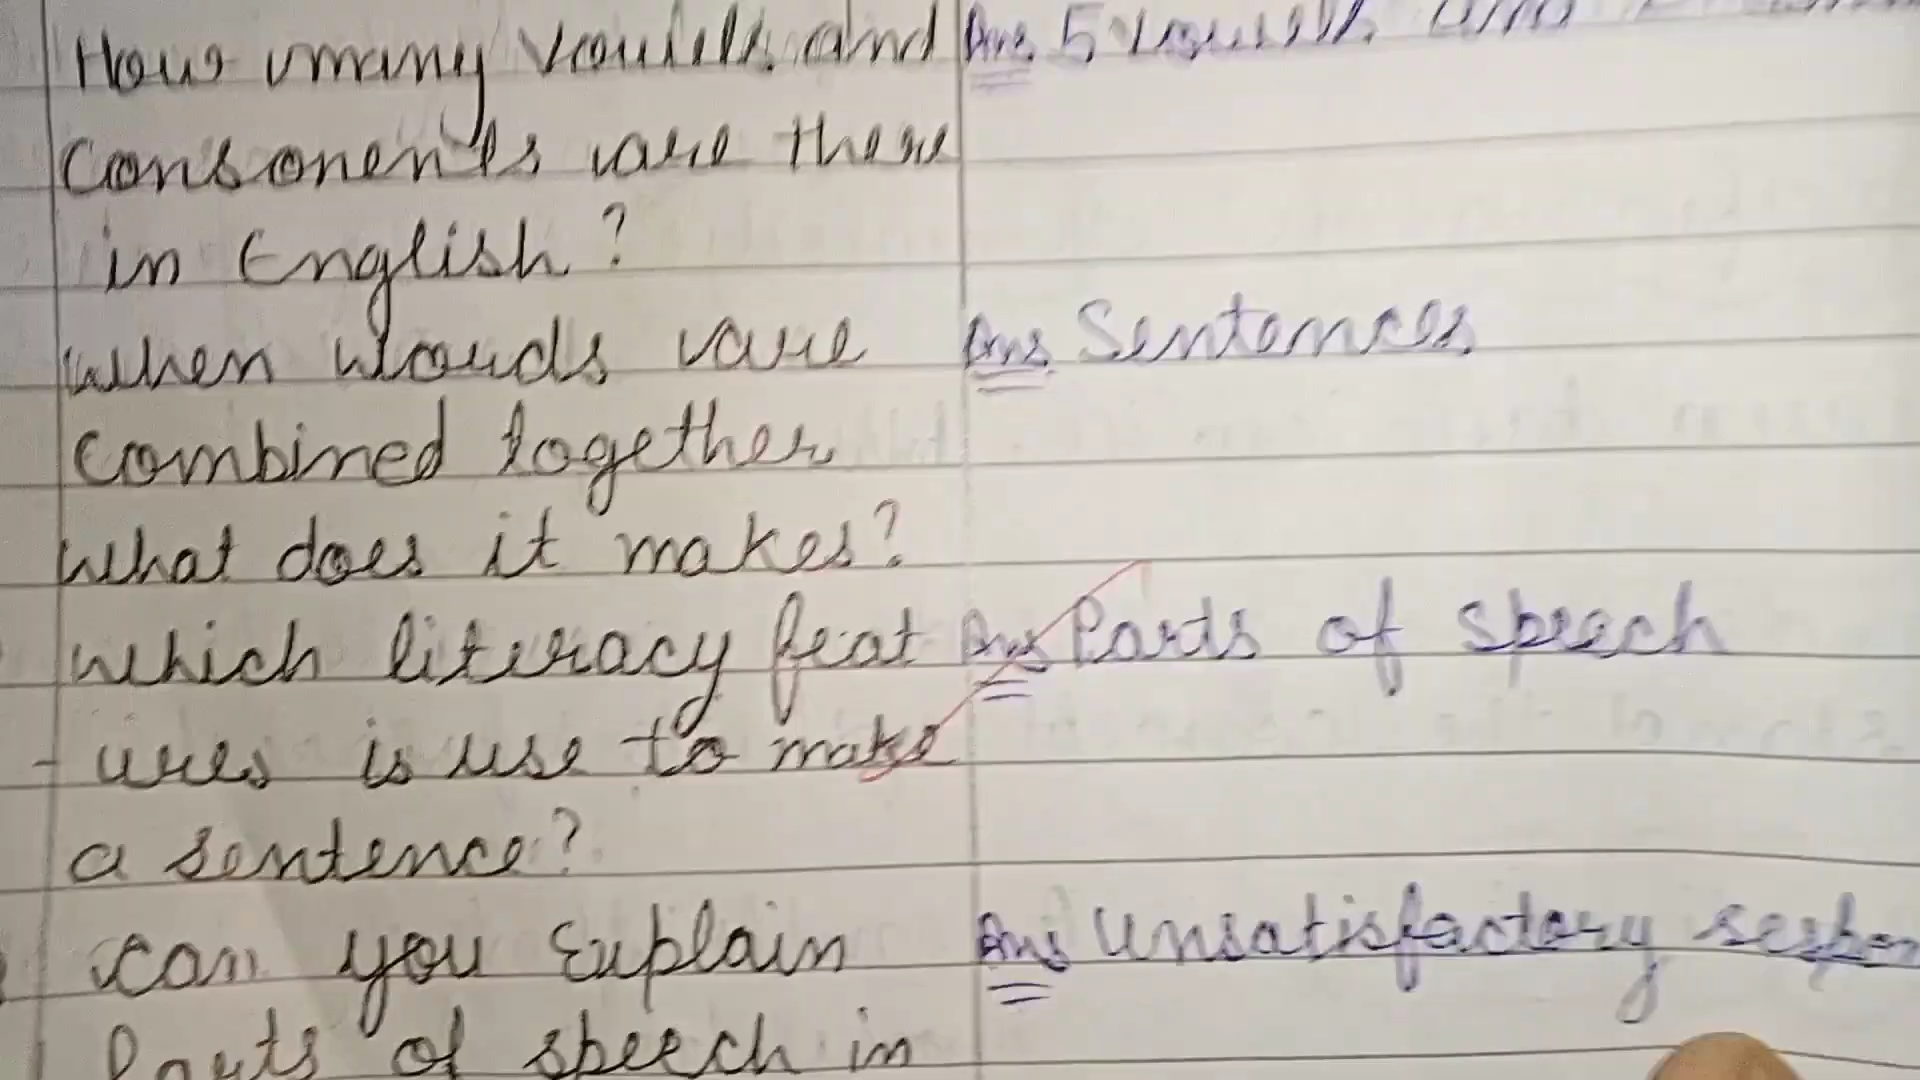 How many vowels and
Ans 5 vowels and
Consonents are there
in English?
When words are
Ans Sentences
combined together
what does it makes?
Which literacy feat
Ans Parts of speech
- ures is use to make
a sentence?
Can you Explain
Ans Unsatisfactory
Parts of speech in